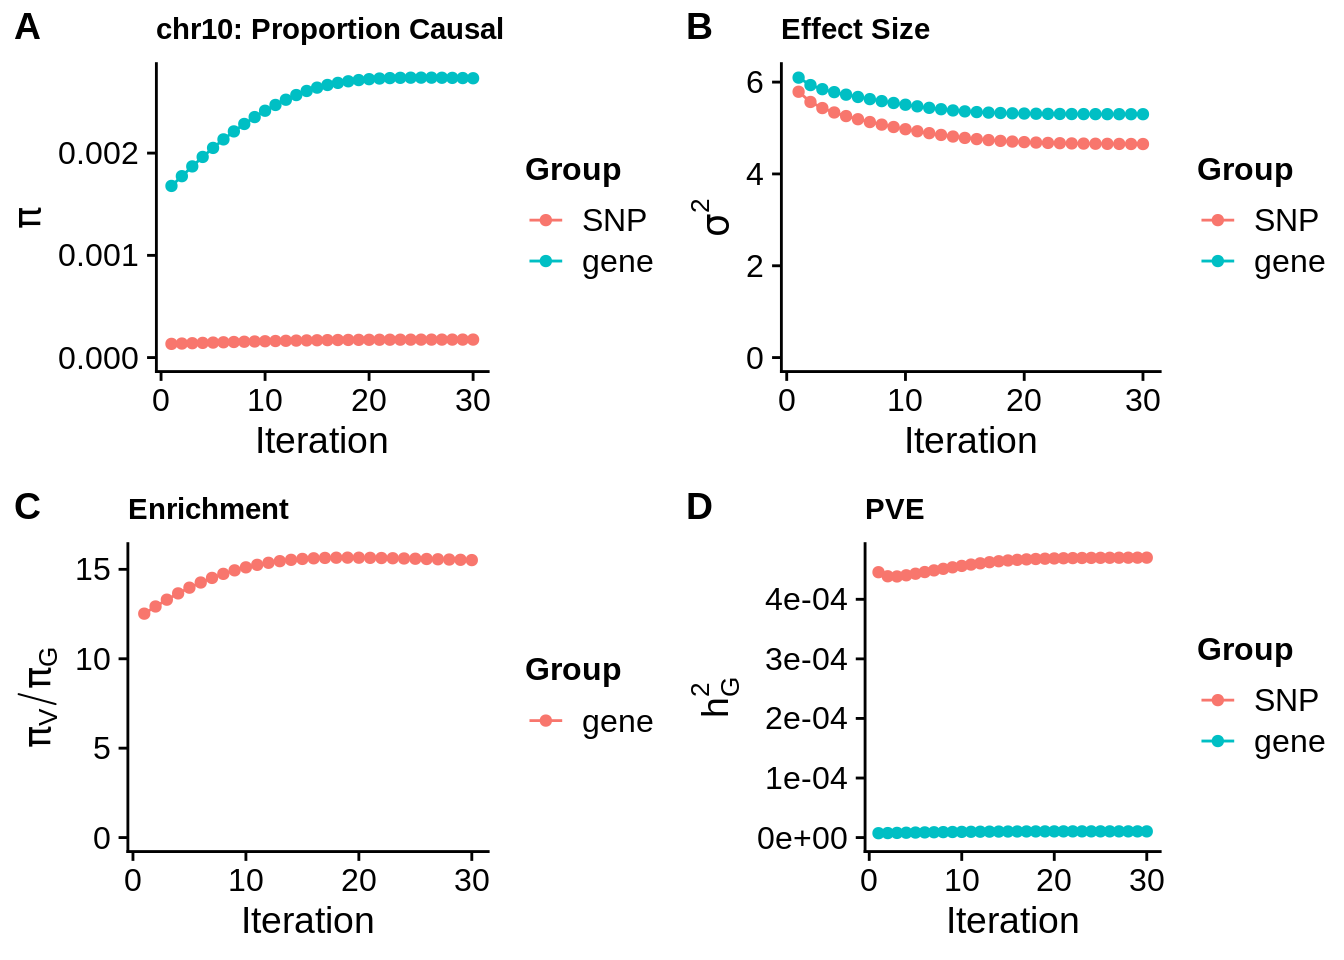 A
chr10: Proportion Causal
π
0.002
0.001
0.000
0 10 20 30
Iteration
Group
SNP
gene
B
Effect Size
σ²
6
4
2
0
0 10 20 30
Iteration
Group
SNP
gene
C
Enrichment
π_V/π_G
15
10
5
0
0 10 20 30
Iteration
Group
gene
D
PVE
h²_G
4e-04
3e-04
2e-04
1e-04
0e+00
0 10 20 30
Iteration
Group
SNP
gene